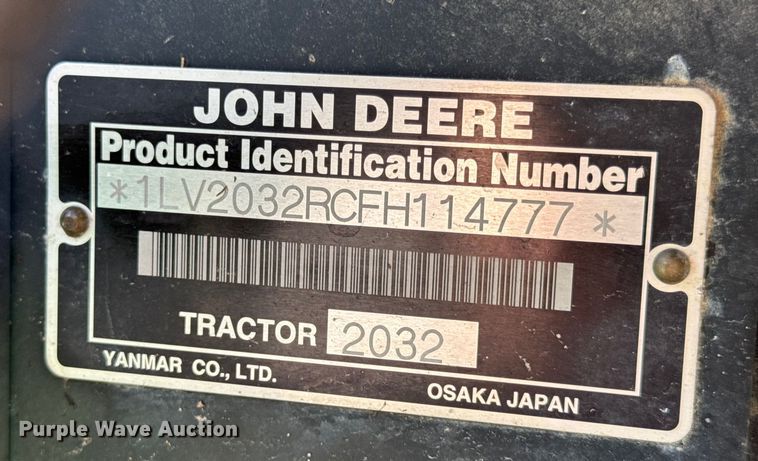 JOHN DEERE
Product Identification Number
*1LV2032RCFH114777*
TRACTOR 2032
YANMAR CO., LTD.
OSAKA JAPAN
Purple Wave Auction